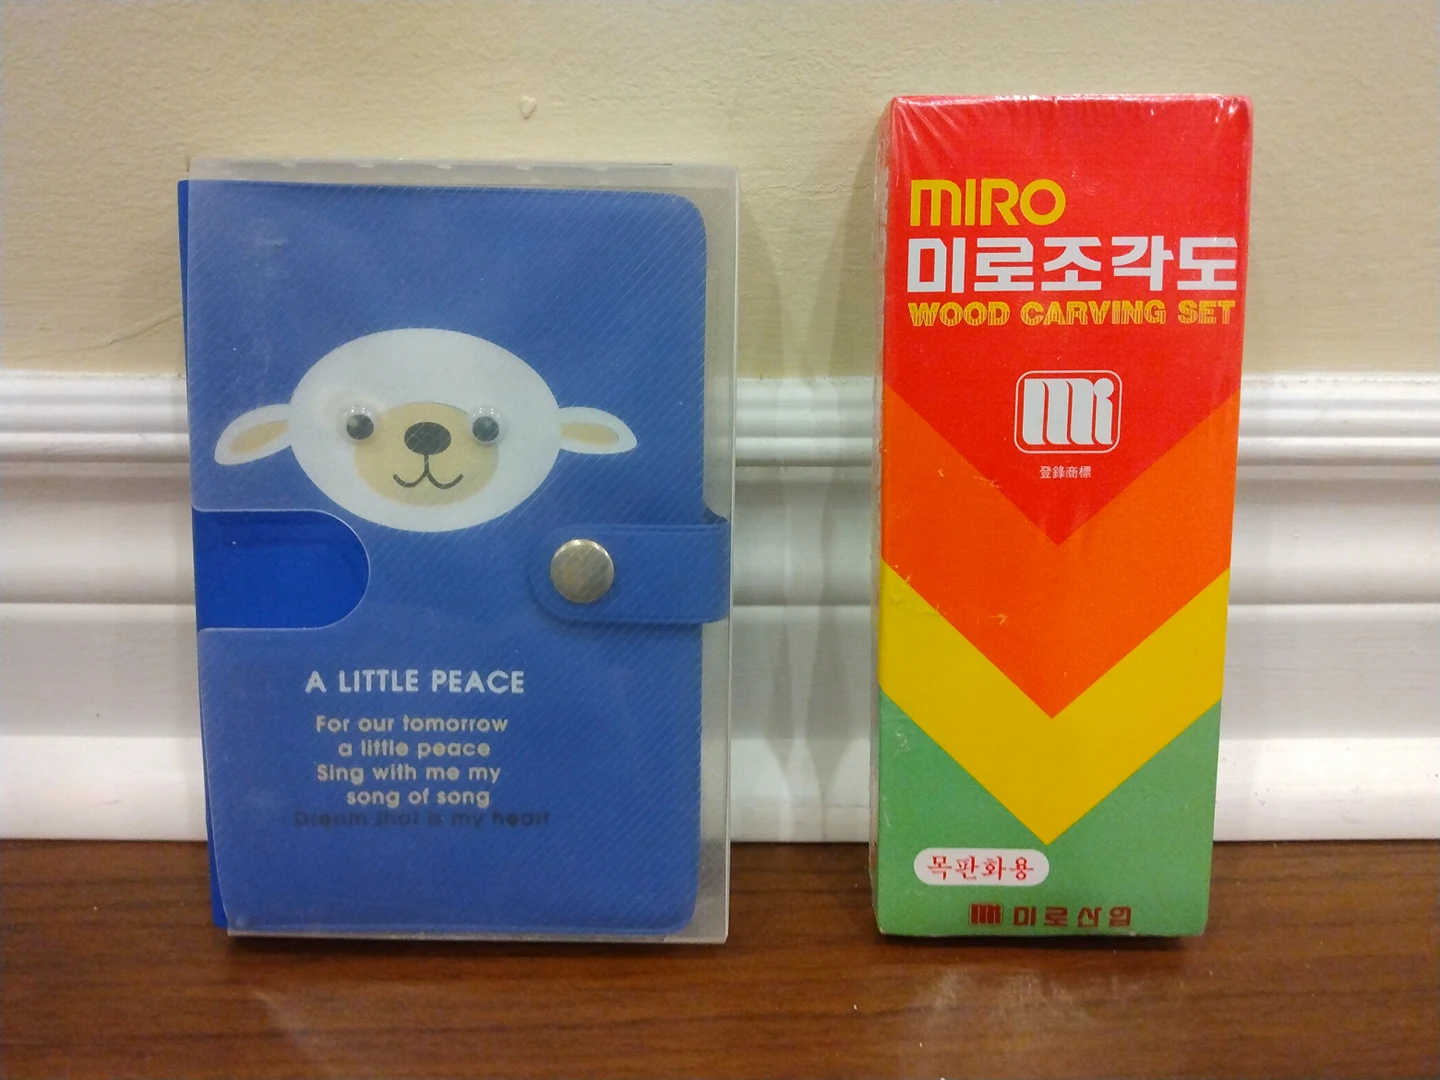 A LITTLE PEACE
For our tomorrow
a little peace
Sing with me my
song of song
Dream that is my heart
MIRO
미로조각도
WOOD CARVING SET
mi
登錄商標
목판화용
mi 미로산업